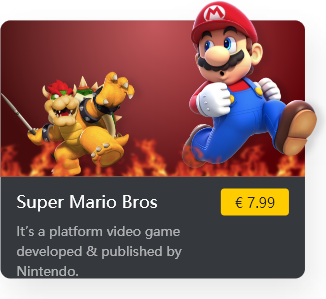 M
Super Mario Bros
€ 7.99
It's a platform video game
developed & published by
Nintendo.